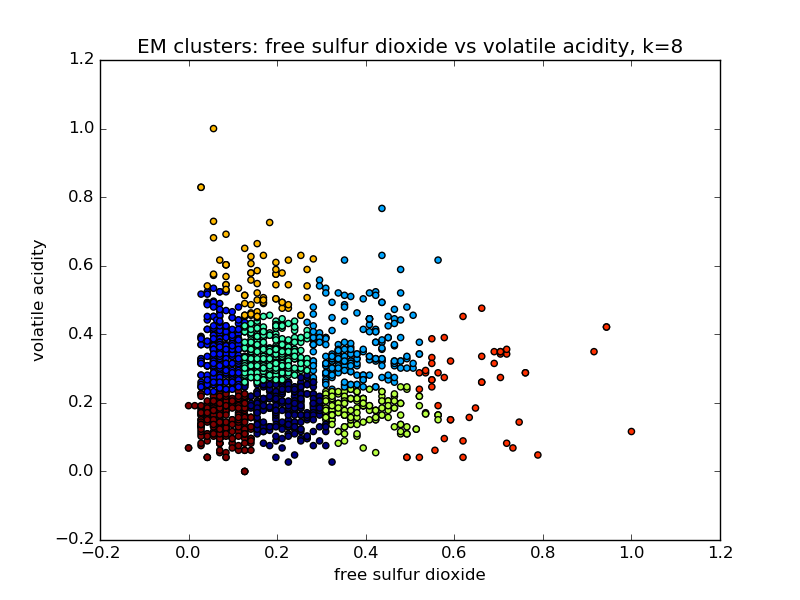 EM clusters: free sulfur dioxide vs volatile acidity, k=8
1.2
1.0
0.8
0.6
0.4
0.2
0.0
−0.2
volatile acidity
−0.2 0.0 0.2 0.4 0.6 0.8 1.0 1.2
free sulfur dioxide